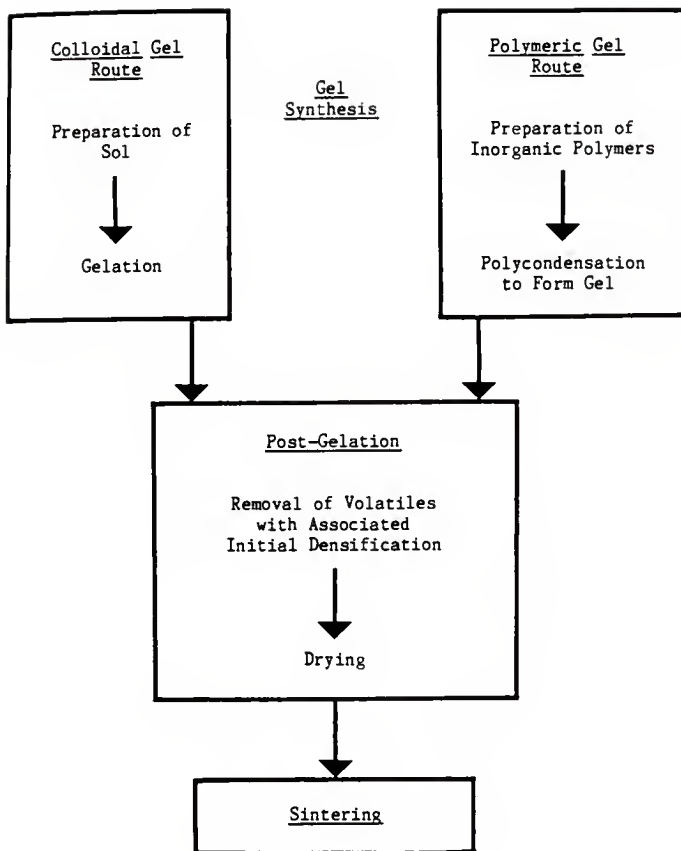 Colloidal Gel
Route
Preparation of
Sol
Gelation
Gel
Synthesis
Polymeric Gel
Route
Preparation of
Inorganic Polymers
Polycondensation
to Form Gel
Post-Gelation
Removal of Volatiles
with Associated
Initial Densification
Drying
Sintering